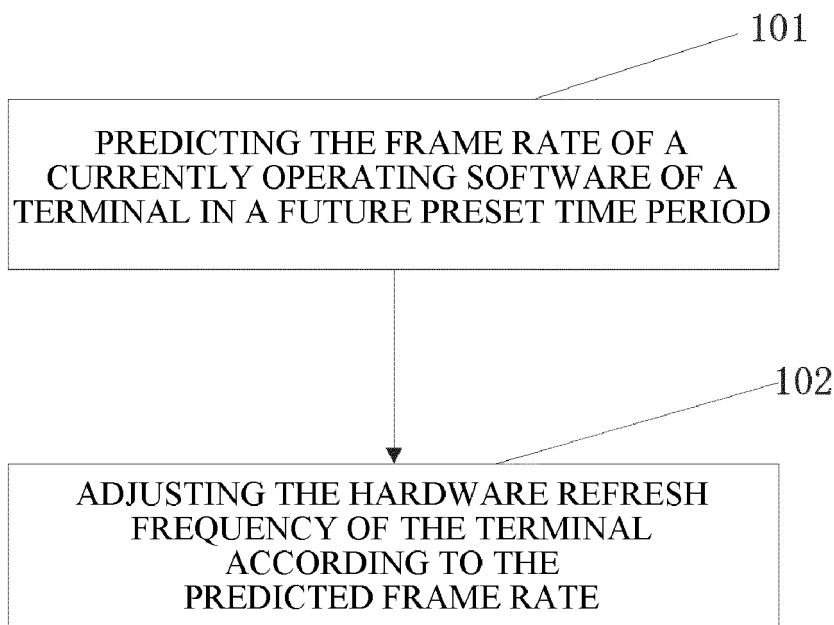 101
PREDICTING THE FRAME RATE OF A
CURRENTLY OPERATING SOFTWARE OF A
TERMINAL IN A FUTURE PRESET TIME PERIOD
102
ADJUSTING THE HARDWARE REFRESH
FREQUENCY OF THE TERMINAL
ACCORDING TO THE
PREDICTED FRAME RATE